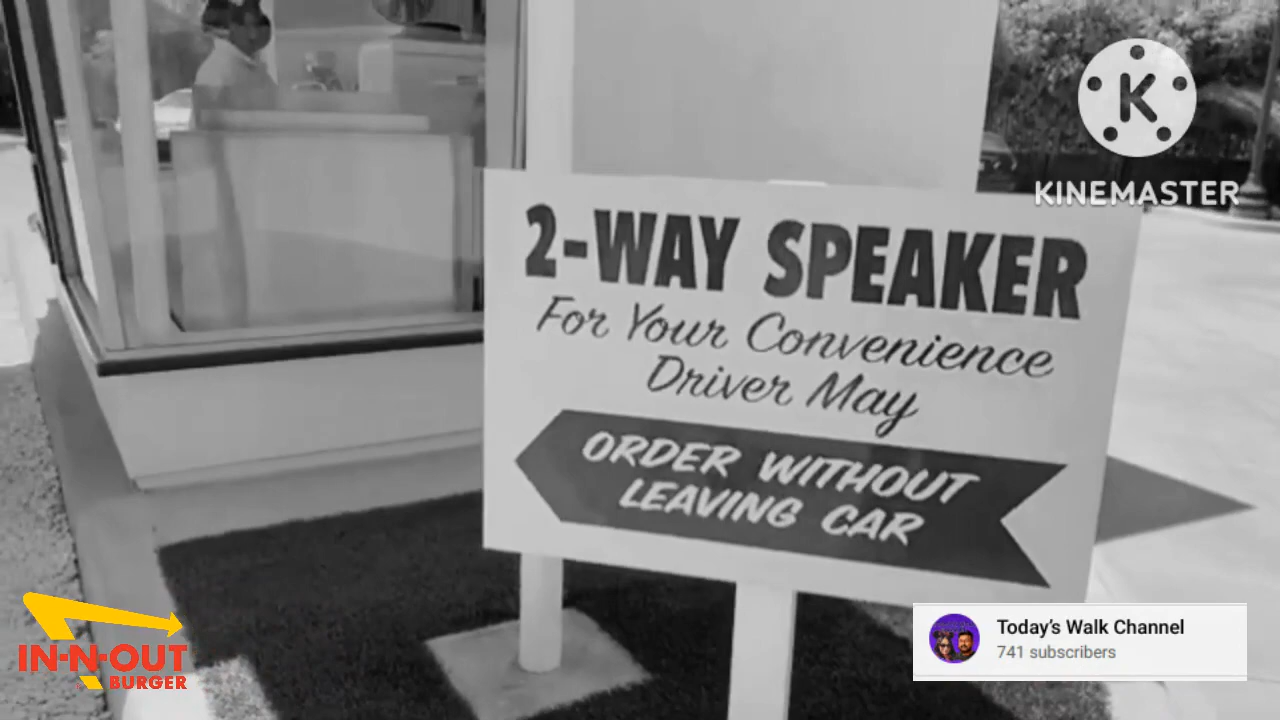 K
KINEMASTER
2-WAY SPEAKER
For Your Convenience
Driver May
ORDER WITHOUT
LEAVING CAR
IN-N-OUT
BURGER
Today's Walk Channel
741 subscribers